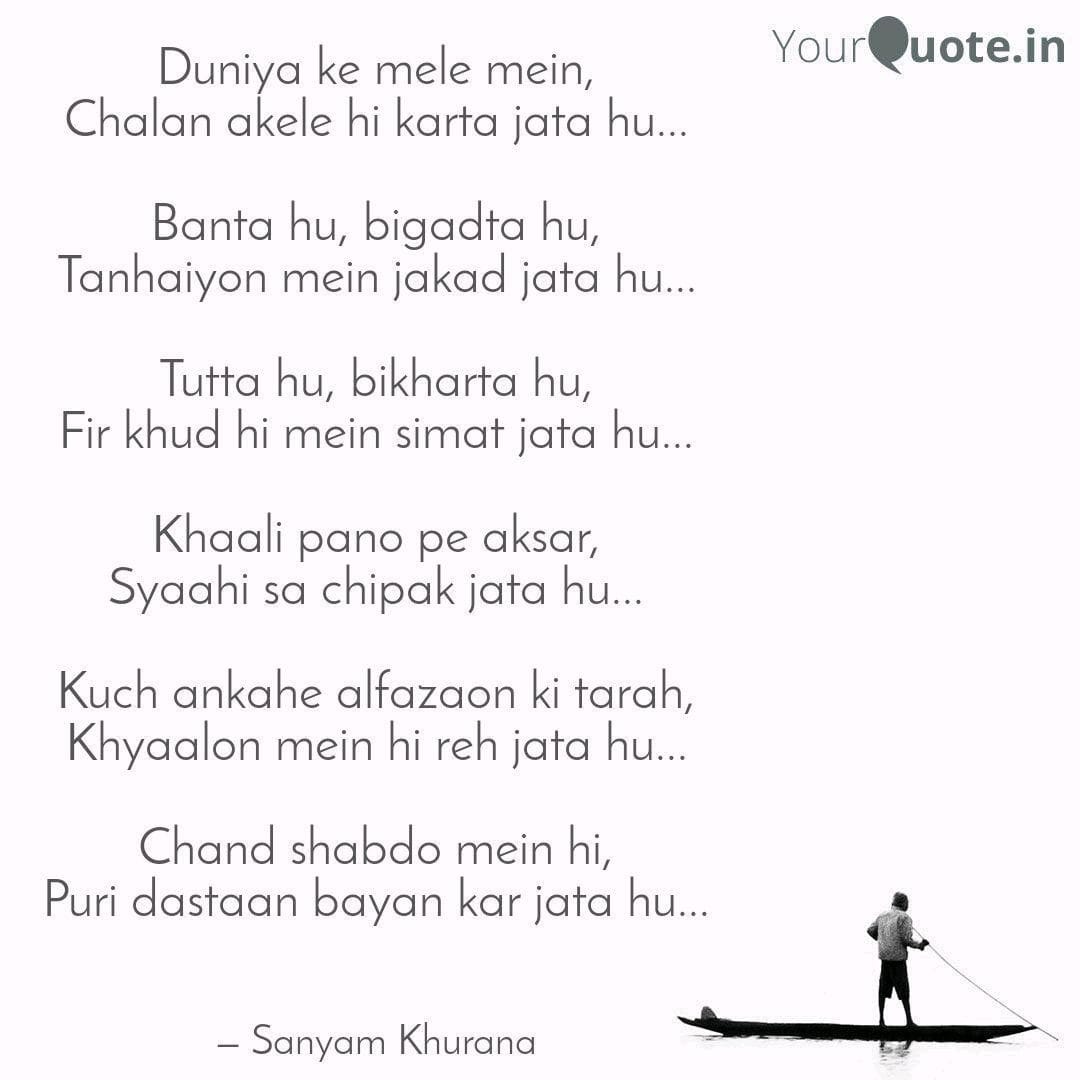 YourQuote.in
Duniya ke mele mein,
Chalan akele hi karta jata hu...
Banta hu, bigadta hu,
Tanhaiyon mein jakad jata hu...
Tutta hu, bikharta hu,
Fir khud hi mein simat jata hu...
Khaali pano pe aksar,
Syaahi sa chipak jata hu...
Kuch ankahe alfazaon ki tarah,
Khyaalon mein hi reh jata hu...
Chand shabdo mein hi,
Puri dastaan bayan kar jata hu...
– Sanyam Khurana